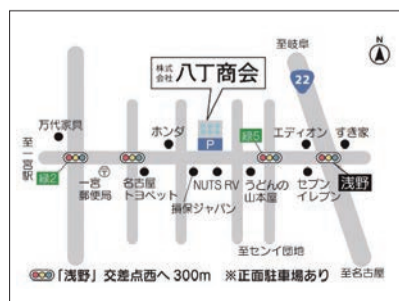 至岐阜
N
株式会社 八丁商会
22
万代家具
ホンダ
緑5
エディオン
すき家
至一宮駅
P
緑2
一宮
郵便局
名古屋
トヨペット
NUTS RV
うどんの
山本屋
セブン
イレブン
浅野
損保ジャパン
至センイ団地
「浅野」交差点西へ300m ※正面駐車場あり
至名古屋